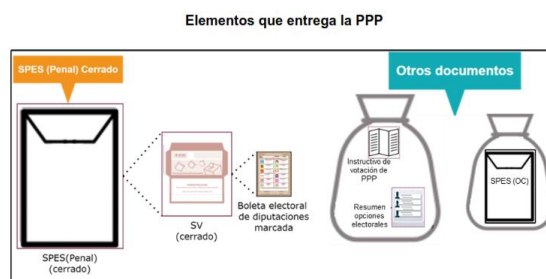 Elementos que entrega la PPP
SPES (Penal) Cerrado
Otros documentos
SPES(Penal)
(cerrado)
SV
(cerrado)
Boleta electoral
de diputaciones
marcada
Instructivo de
votación de
PPP
Resumen
opciones
electorales
SPES (OC)